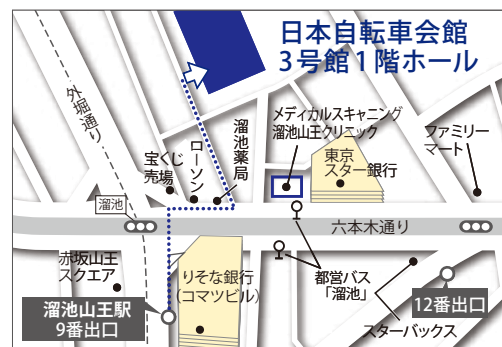 日本自転車会館
3号館1階ホール
外堀通り
メディカルスキャニング
溜池山王クリニック
ファミリー
マート
溜池薬局
ローソン
宝くじ
売場
東京
スター銀行
溜池
六本木通り
赤坂山王
スクエア
りそな銀行
(コマツビル)
都営バス
「溜池」
溜池山王駅
9番出口
12番出口
スターバックス